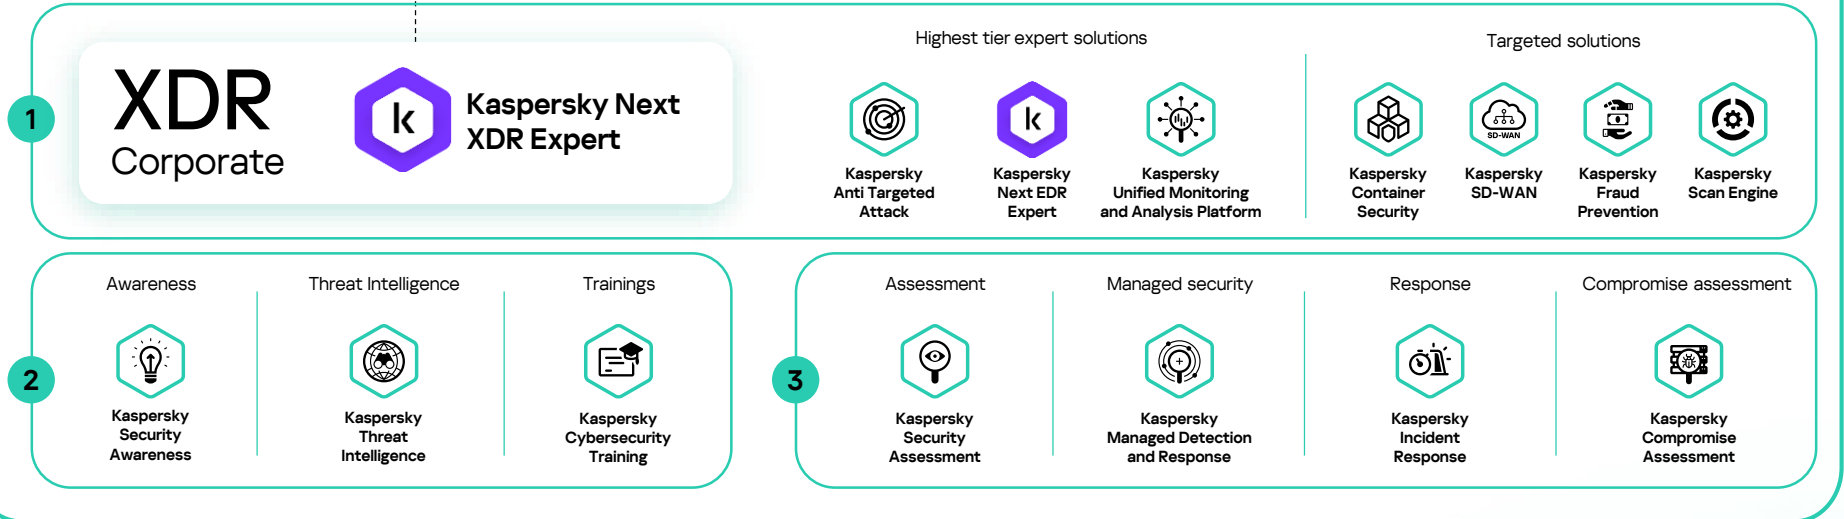 1
XDR
Corporate
k
Kaspersky Next
XDR Expert
Highest tier expert solutions
Kaspersky
Anti Targeted
Attack
k
Kaspersky
Next EDR
Expert
Kaspersky
Unified Monitoring
and Analysis Platform
Targeted solutions
Kaspersky
Container
Security
SD-WAN
Kaspersky
SD-WAN
Kaspersky
Fraud
Prevention
Kaspersky
Scan Engine
2
Awareness
Kaspersky
Security
Awareness
Threat Intelligence
Kaspersky
Threat
Intelligence
Trainings
Kaspersky
Cybersecurity
Training
3
Assessment
Kaspersky
Security
Assessment
Managed security
Kaspersky
Managed Detection
and Response
Response
Kaspersky
Incident
Response
Compromise assessment
Kaspersky
Compromise
Assessment